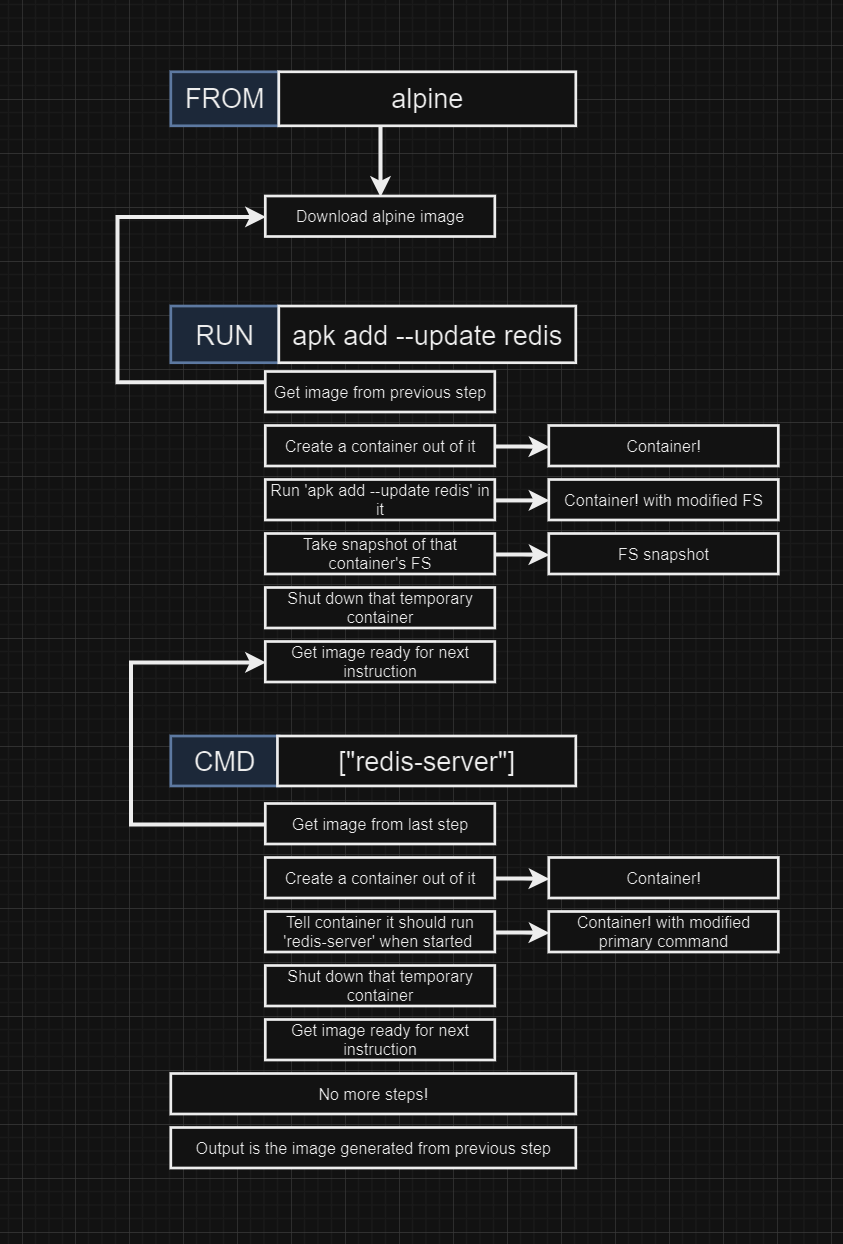 FROM alpine
Download alpine image
RUN apk add --update redis
Get image from previous step
Create a container out of it
Container!
Run 'apk add --update redis' in
it
Container! with modified FS
Take snapshot of that
container's FS
FS snapshot
Shut down that temporary
container
Get image ready for next
instruction
CMD ["redis-server"]
Get image from last step
Create a container out of it
Container!
Tell container it should run
'redis-server' when started
Container! with modified
primary command
Shut down that temporary
container
Get image ready for next
instruction
No more steps!
Output is the image generated from previous step